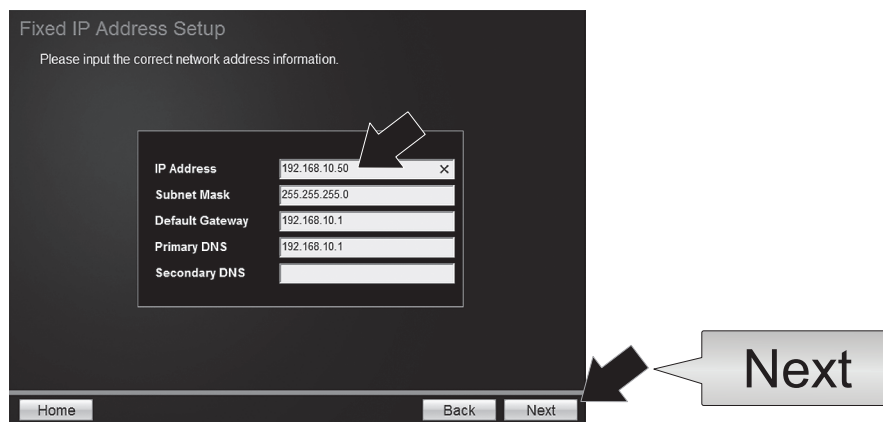 Fixed IP Address Setup
Please input the correct network address information.
IP Address 192.168.10.50 ×
Subnet Mask 255.255.255.0
Default Gateway 192.168.10.1
Primary DNS 192.168.10.1
Secondary DNS
Home Back Next
Next